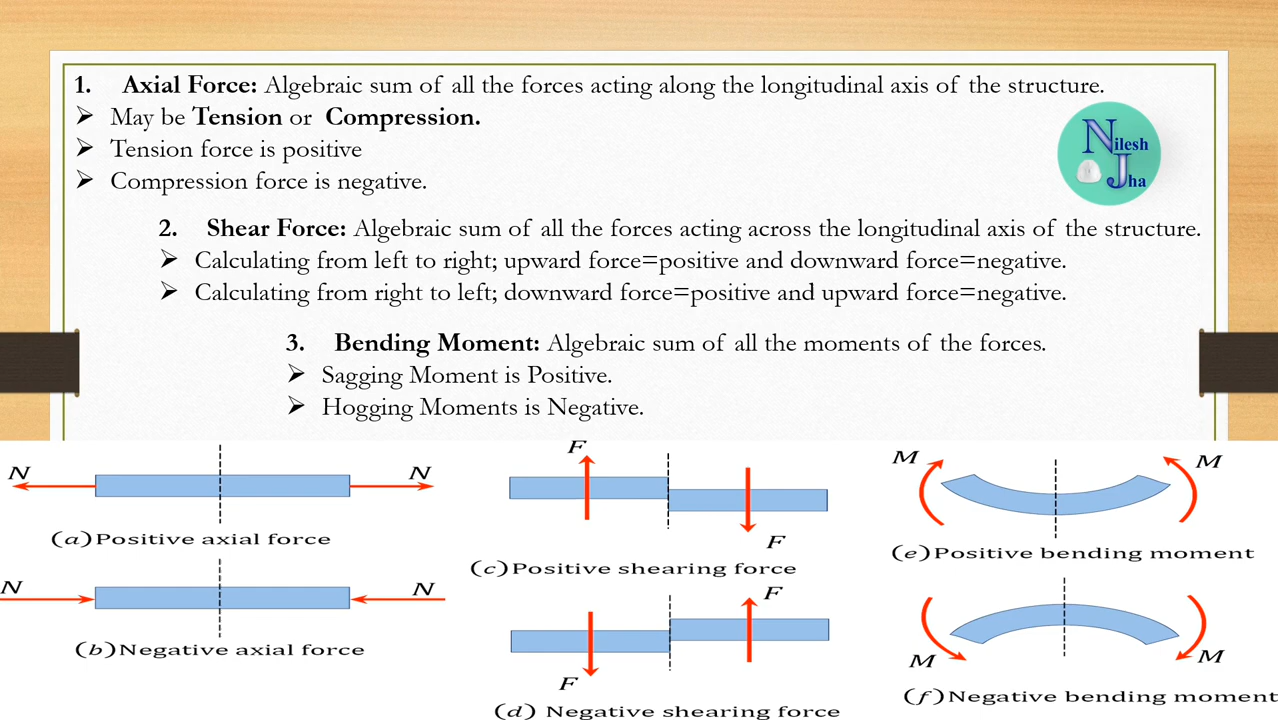 1. Axial Force: Algebraic sum of all the forces acting along the longitudinal axis of the structure.
➢ May be Tension or Compression.
➢ Tension force is positive
➢ Compression force is negative.
Nilesh
Jha
2. Shear Force: Algebraic sum of all the forces acting across the longitudinal axis of the structure.
➢ Calculating from left to right; upward force=positive and downward force=negative.
➢ Calculating from right to left; downward force=positive and upward force=negative.
3. Bending Moment: Algebraic sum of all the moments of the forces.
➢ Sagging Moment is Positive.
➢ Hogging Moments is Negative.
N N
(a)Positive axial force
N N
(b)Negative axial force
F
F
(c)Positive shearing force
F
F
(d) Negative shearing force
M M
(e)Positive bending moment
M M
(f)Negative bending moment